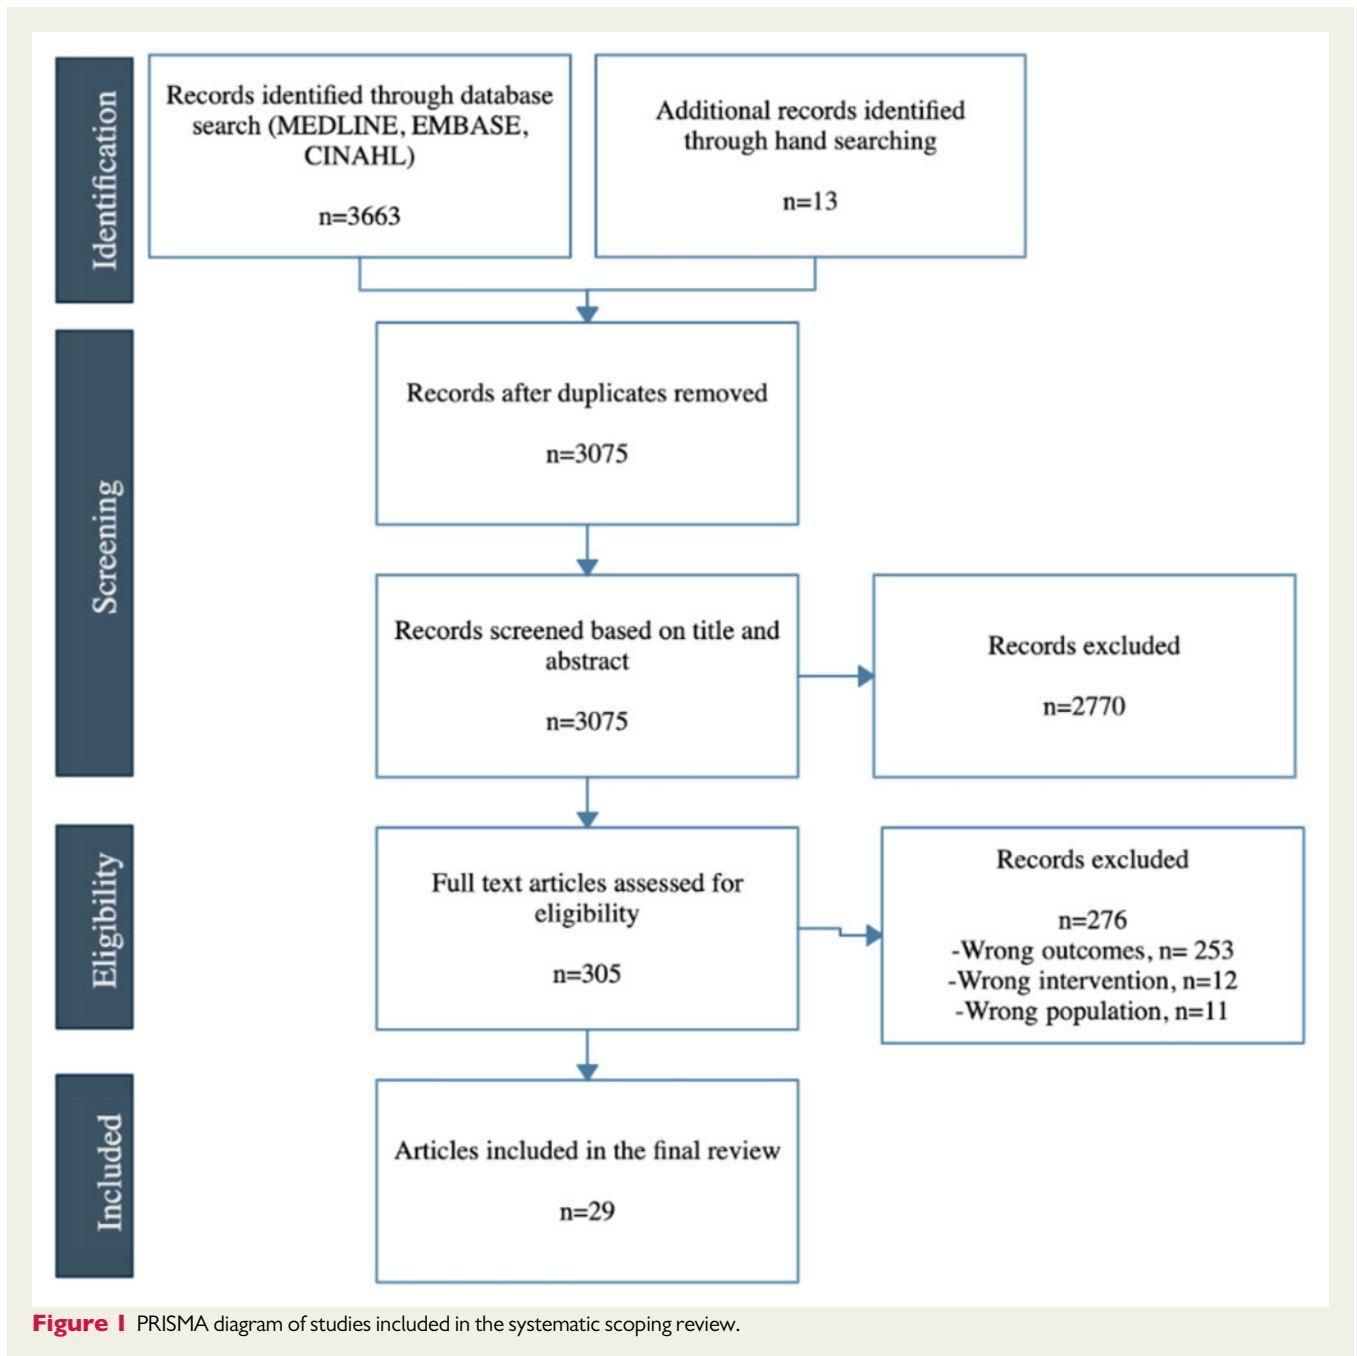 Identification
Records identified through database
search (MEDLINE, EMBASE,
CINAHL)
n=3663
Additional records identified
through hand searching
n=13
Screening
Records after duplicates removed
n=3075
Records screened based on title and
abstract
n=3075
Records excluded
n=2770
Eligibility
Full text articles assessed for
eligibility
n=305
Records excluded
n=276
-Wrong outcomes, n= 253
-Wrong intervention, n=12
-Wrong population, n=11
Included
Articles included in the final review
n=29
Figure 1 PRISMA diagram of studies included in the systematic scoping review.